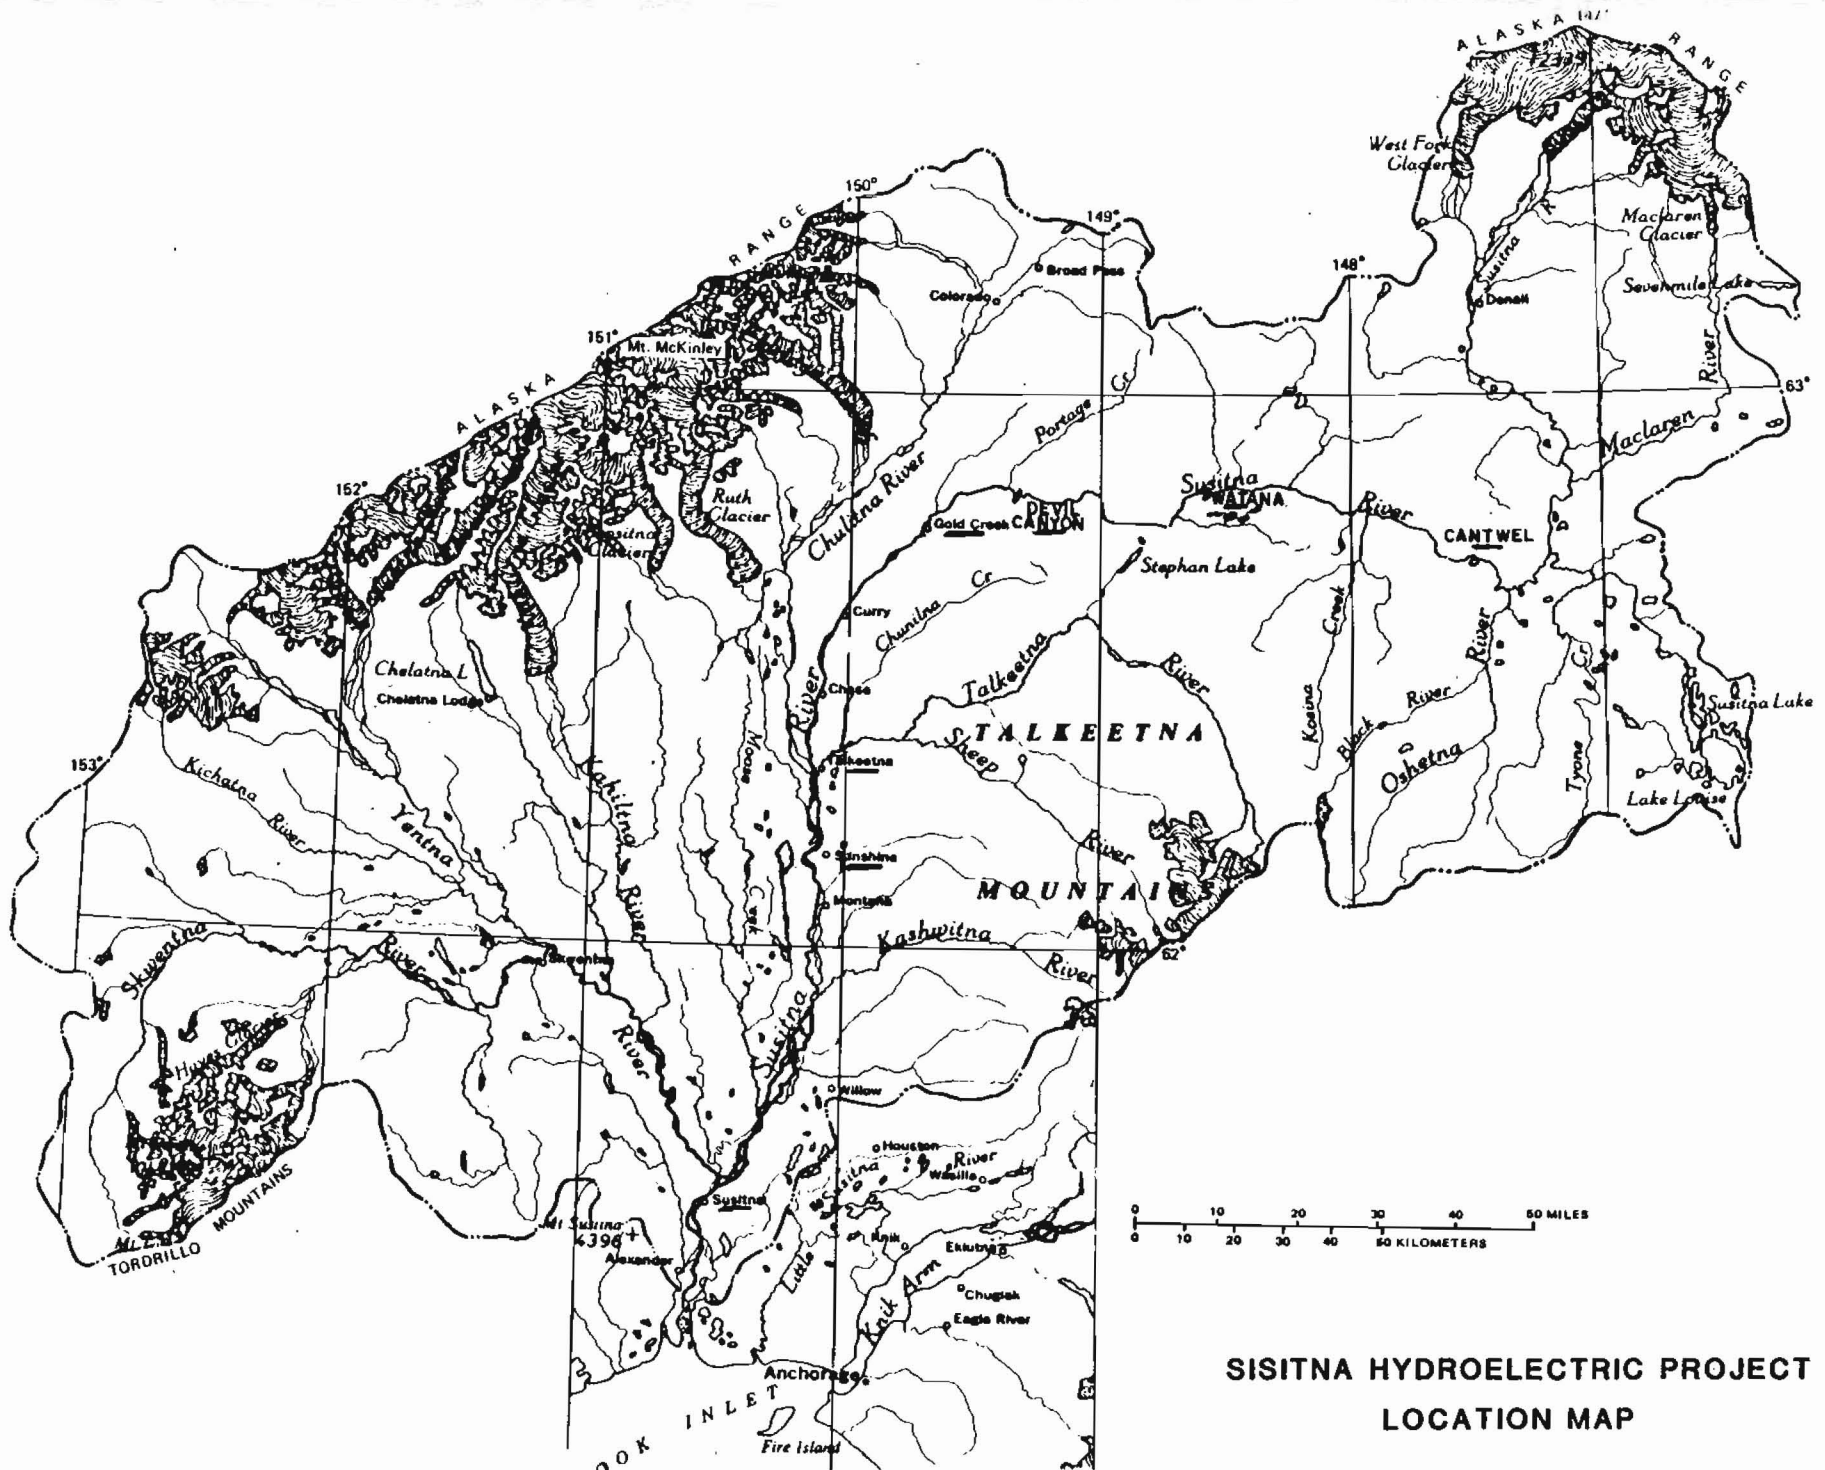 ALASKA 147°
RANGE
West Fork
Glacier
150°
149°
148°
Susitna R
Maclaren
Glacier
RANGE
Broad Pass
Colorado
Denali
Sevenmile Lake
151°
Mt. McKinley
River
63°
ALASKA
Portage Cr
Maclaren
152°
Ruth
Glacier
Chulitna River
Susitna
WATANA
River
DEVIL
CANYON
Gold Creek
CANTWEL
Glacier
Stephan Lake
Cr
Curry
Chunilna
Creek
River
Cr
Chelatna L
Chelatna Lodge
Chase
River
Talkeetna
River
River
Susitna Lake
TALKEETNA
Sheep
Kosina
Black
Oshetna
Tyone
Moose
153°
Kichatna
River
Talkeetna
Kahiltna
Yentna
Lake Louise
Sunshine
River
River
Creek
MOUNTAINS
Montana
Kashwitna
River
62°
Skwentna
River
Skwentna
Susitna
River
Hayes Glacier
Willow
Houston
River
Wasilla
Susitna
Susitna
Mt Susitna
4396
Alexander
MOUNTAINS
TORDRILLO
Knik
Eklutna
Little
Knik Arm
Chugiak
Eagle River
0 10 20 30 40 50 MILES
0 10 20 30 40 50 KILOMETERS
Anchorage
INLET
Fire Island
SISITNA HYDROELECTRIC PROJECT
LOCATION MAP